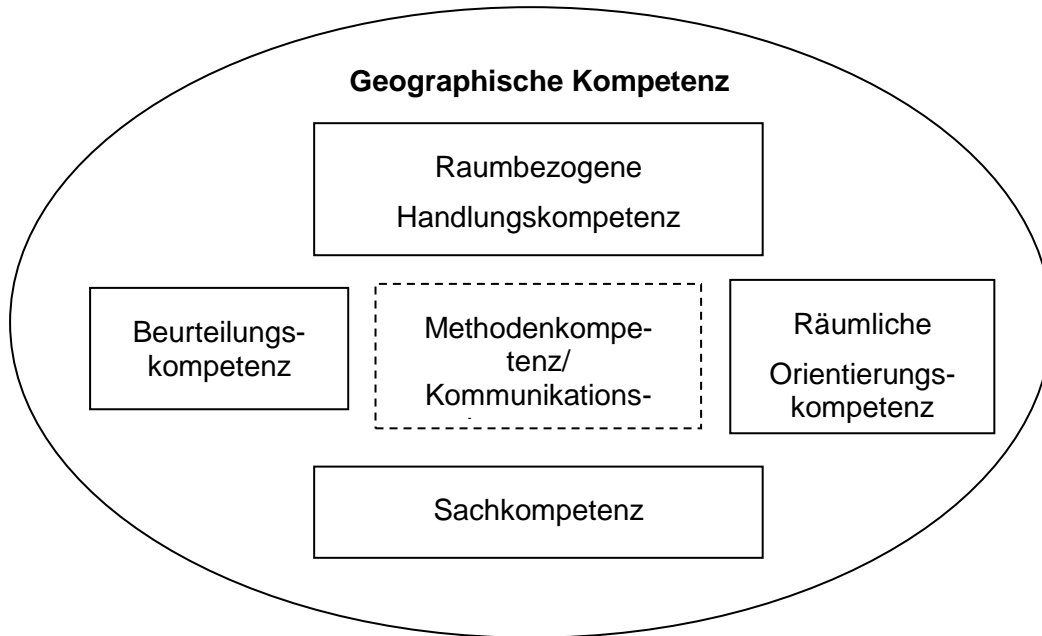 Geographische Kompetenz
Raumbezogene
Handlungskompetenz
Beurteilungs-
kompetenz
Methodenkompe-
tenz/
Kommunikations-
Räumliche
Orientierungs-
kompetenz
Sachkompetenz